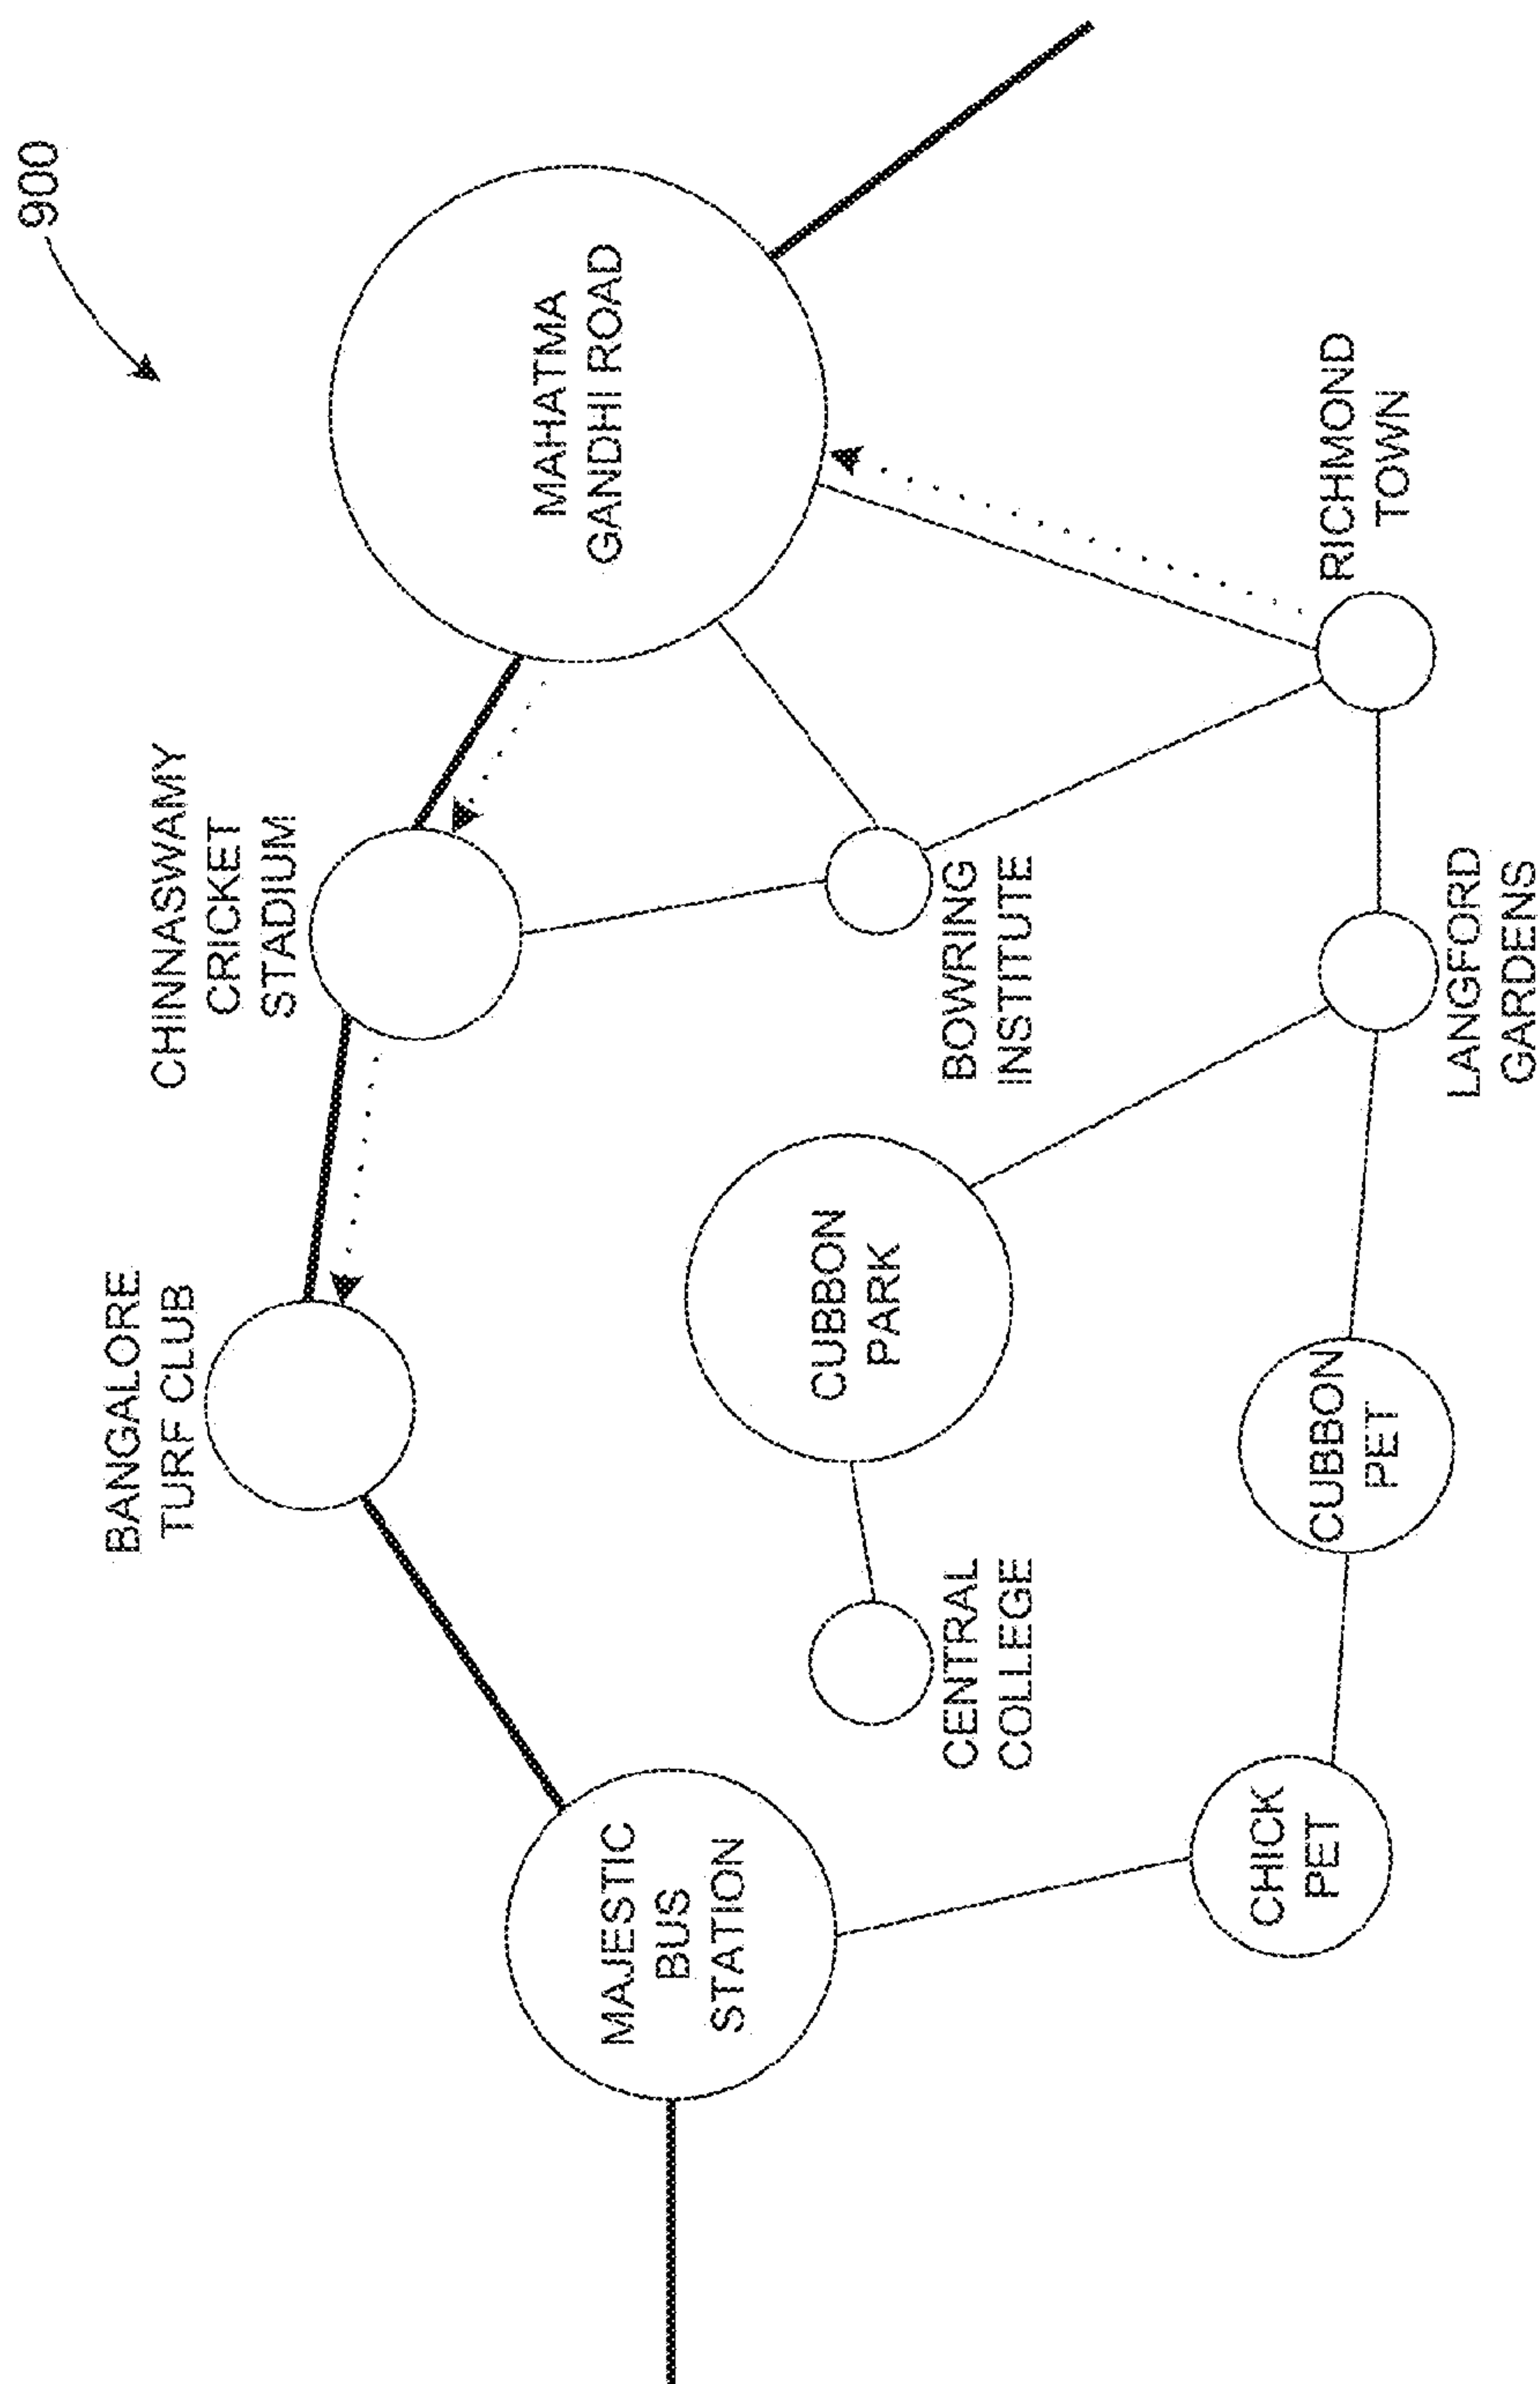 900
BANGALORE
TURF CLUB
CHINNASWAMY
CRICKET
STADIUM
MAHATMA
GANDHI ROAD
MAJESTIC
BUS
STATION
CUBBON
PARK
CENTRAL
COLLEGE
BOWRING
INSTITUTE
CHICK
PET
CUBBON
PET
LANGFORD
GARDENS
RICHMOND
TOWN